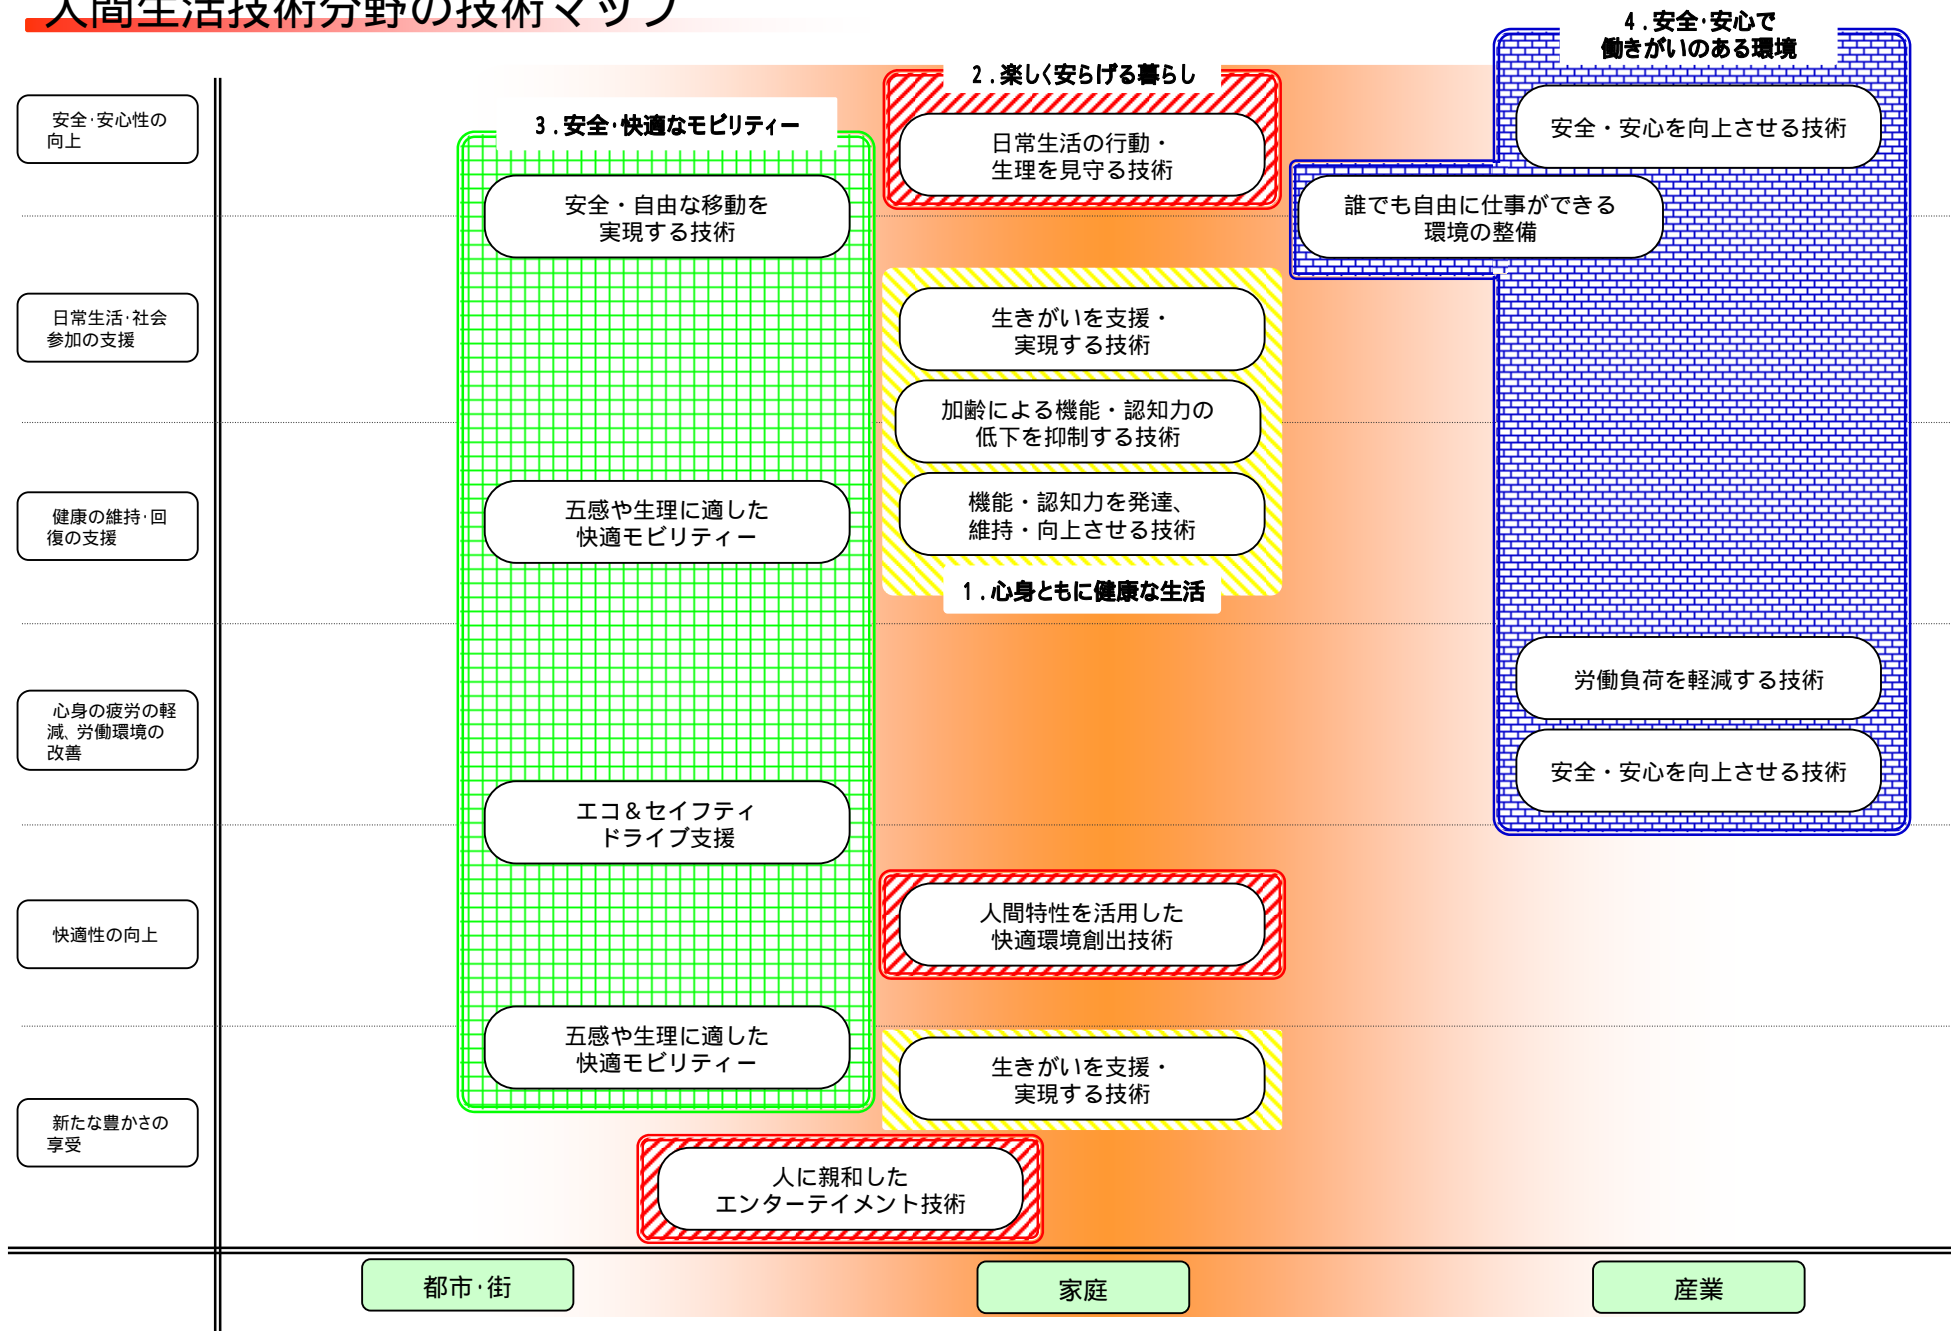 人間生活技術分野の技術マップ
4.安全・安心で
働きがいのある環境
2.楽しく安らげる暮らし
3.安全・快適なモビリティー
安全・安心性の
向上
安全・安心を向上させる技術
日常生活の行動・
生理を見守る技術
安全・自由な移動を
実現する技術
誰でも自由に仕事ができる
環境の整備
日常生活・社会
参加の支援
生きがいを支援・
実現する技術
加齢による機能・認知力の
低下を抑制する技術
健康の維持・回
復の支援
五感や生理に適した
快適モビリティー
機能・認知力を発達、
維持・向上させる技術
1.心身ともに健康な生活
心身の疲労の軽
減、労働環境の
改善
労働負荷を軽減する技術
安全・安心を向上させる技術
エコ&セイフティ
ドライブ支援
快適性の向上
人間特性を活用した
快適環境創出技術
五感や生理に適した
快適モビリティー
生きがいを支援・
実現する技術
新たな豊かさの
享受
人に親和した
エンターテイメント技術
都市・街
家庭
産業